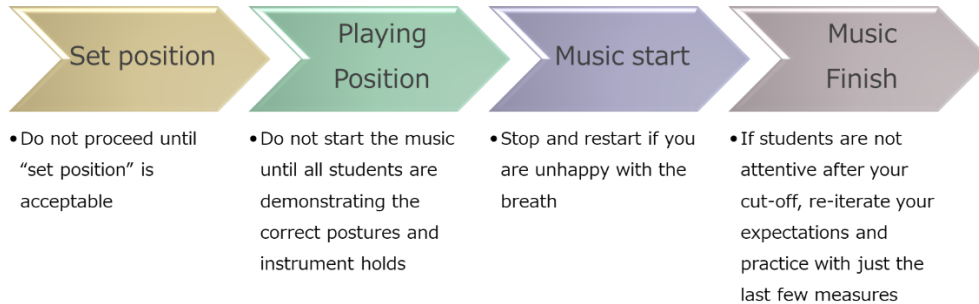 Set position
• Do not proceed until
“set position” is
acceptable
Playing
Position
• Do not start the music
until all students are
demonstrating the
correct postures and
instrument holds
Music start
• Stop and restart if you
are unhappy with the
breath
Music
Finish
• If students are not
attentive after your
cut-off, re-iterate your
expectations and
practice with just the
last few measures